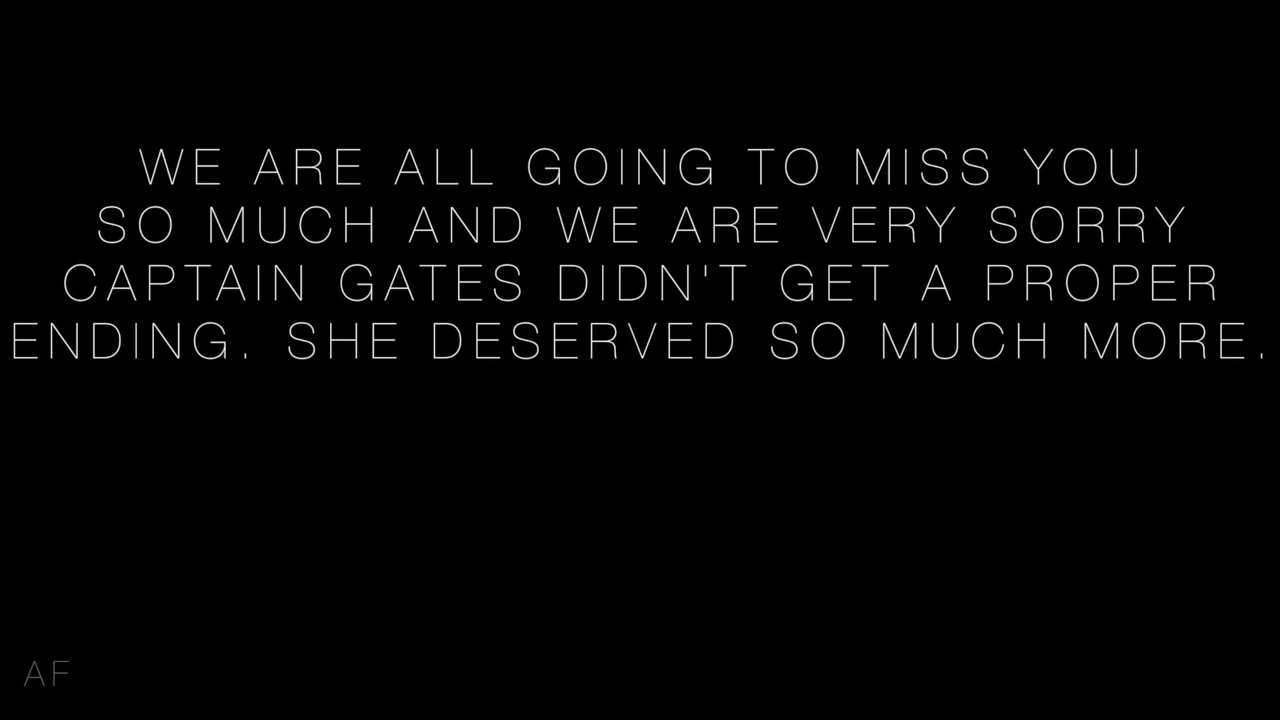 WE ARE ALL GOING TO MISS YOU
SO MUCH AND WE ARE VERY SORRY
CAPTAIN GATES DIDN'T GET A PROPER
ENDING. SHE DESERVED SO MUCH MORE.
AF